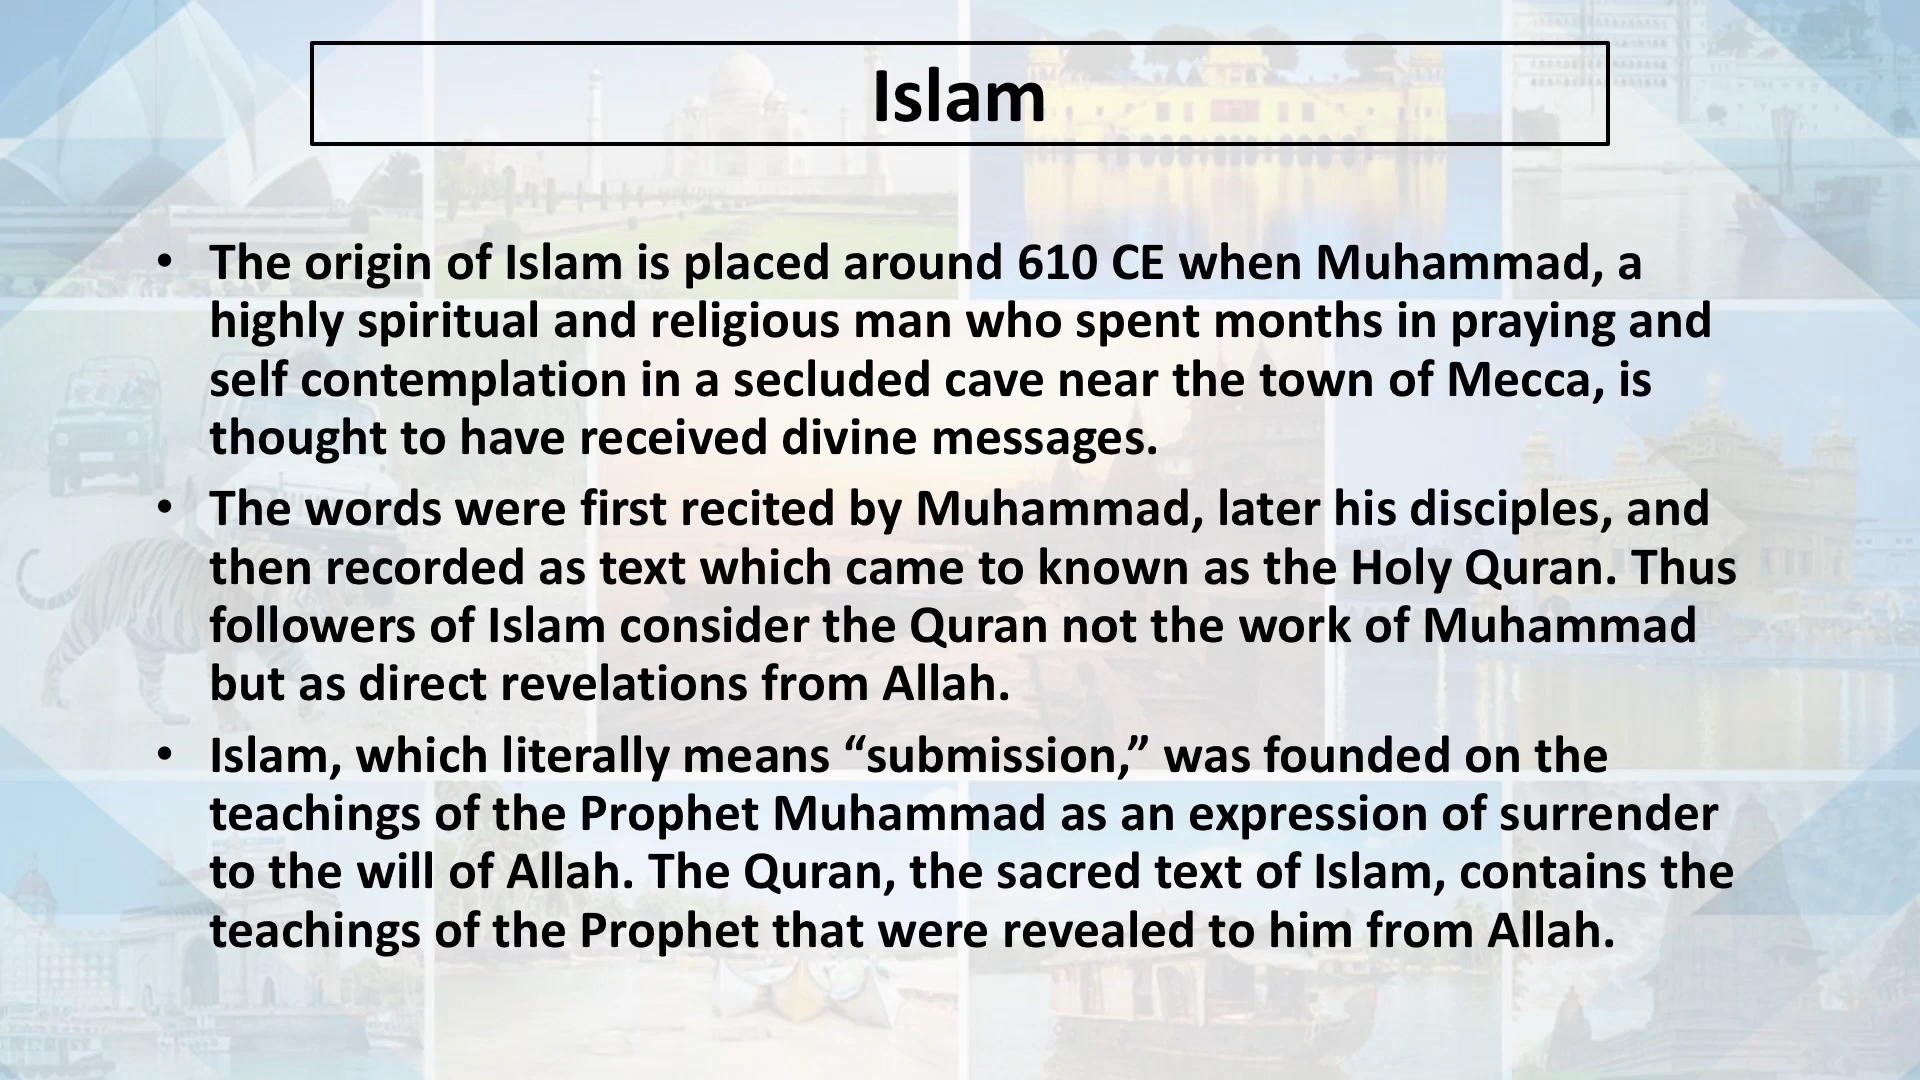 Islam
• The origin of Islam is placed around 610 CE when Muhammad, a
highly spiritual and religious man who spent months in praying and
self contemplation in a secluded cave near the town of Mecca, is
thought to have received divine messages.
• The words were first recited by Muhammad, later his disciples, and
then recorded as text which came to known as the Holy Quran. Thus
followers of Islam consider the Quran not the work of Muhammad
but as direct revelations from Allah.
• Islam, which literally means “submission,” was founded on the
teachings of the Prophet Muhammad as an expression of surrender
to the will of Allah. The Quran, the sacred text of Islam, contains the
teachings of the Prophet that were revealed to him from Allah.